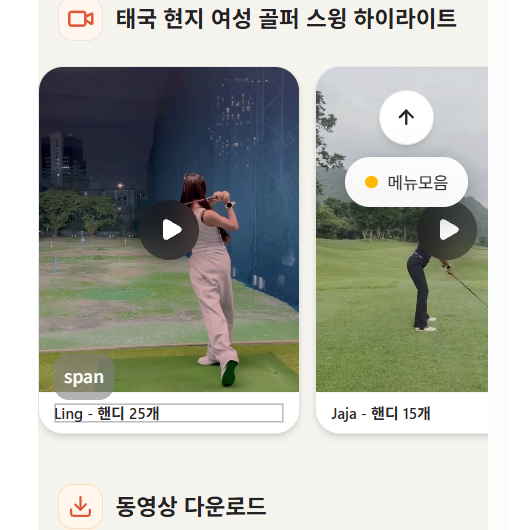 태국 현지 여성 골퍼 스윙 하이라이트
메뉴모음
span
Ling - 핸디 25개
Jaja - 핸디 15개
동영상 다운로드